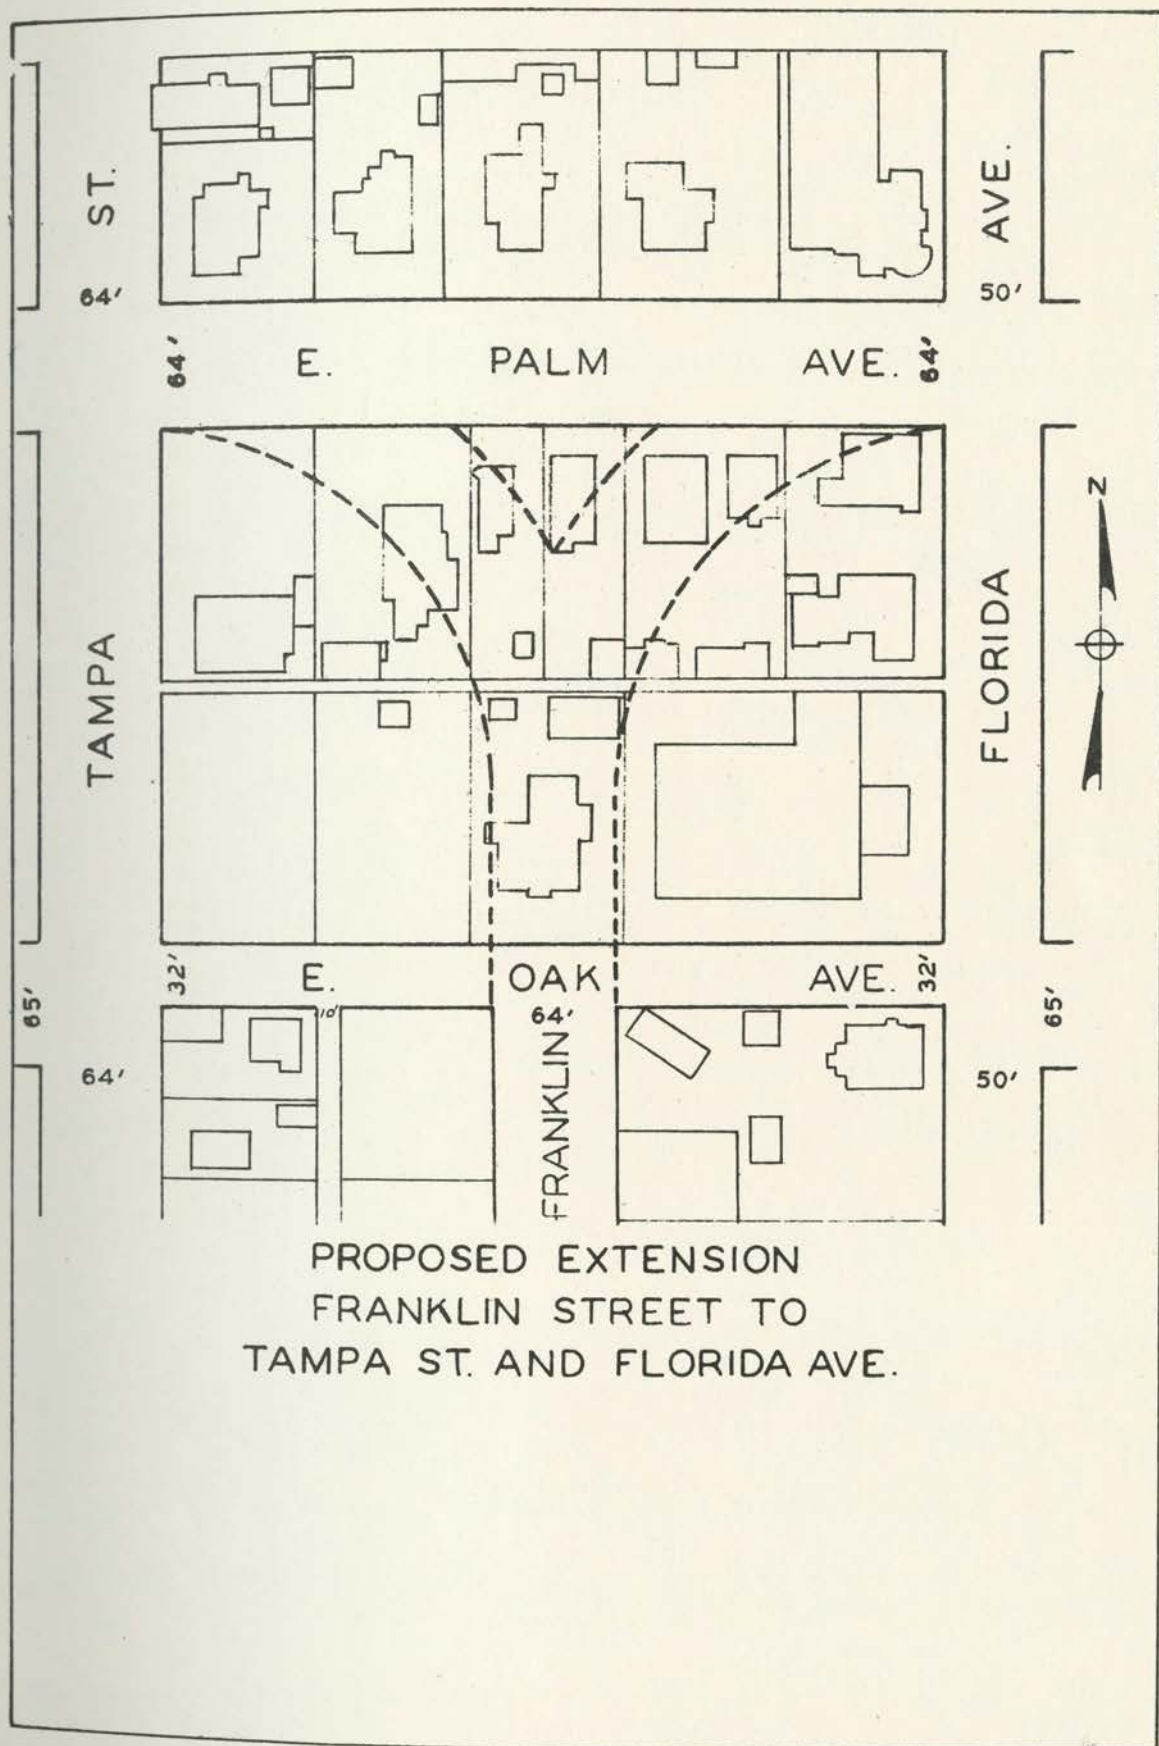 ST.
AVE.
64'
50'
64'
E. PALM AVE.
64'
TAMPA
FLORIDA
N
32'
E. OAK AVE.
32'
65'
10'
64'
65'
64'
50'
FRANKLIN
PROPOSED EXTENSION
FRANKLIN STREET TO
TAMPA ST. AND FLORIDA AVE.